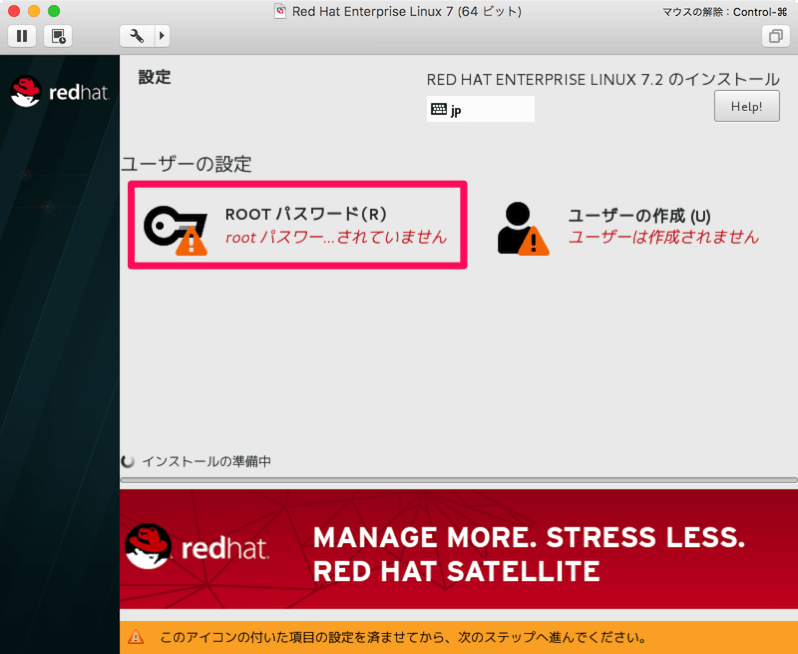 Red Hat Enterprise Linux 7 (64 ビット)
マウスの解除：Control-⌘
redhat.
設定
RED HAT ENTERPRISE LINUX 7.2 のインストール
jp
Help!
ユーザーの設定
ROOT パスワード(R)
root パスワー...されていません
ユーザーの作成 (U)
ユーザーは作成されません
インストールの準備中
redhat.
MANAGE MORE. STRESS LESS.
RED HAT SATELLITE
このアイコンの付いた項目の設定を済ませてから、次のステップへ進んでください。